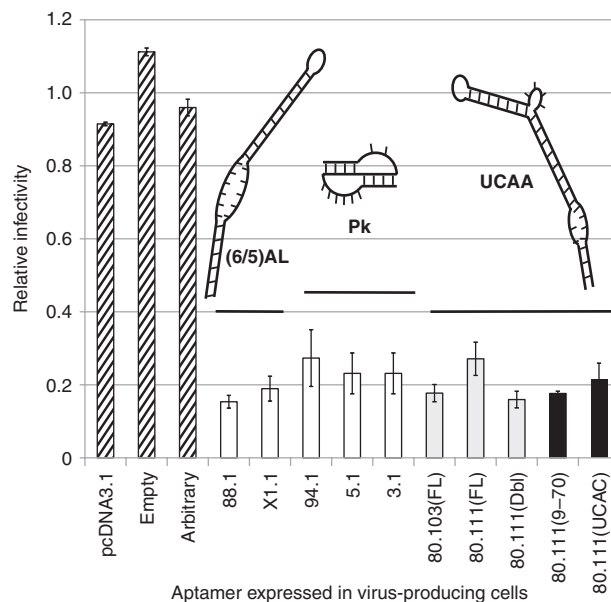 Relative infectivity
1.2
1.0
0.8
0.6
0.4
0.2
0
(6/5)AL
Pk
UCAA
pcDNA3.1
Empty
Arbitrary
88.1
X1.1
94.1
5.1
3.1
80.103(FL)
80.111(FL)
80.111(Dbl)
80.111(9–70)
80.111(UCAC)
Aptamer expressed in virus-producing cells